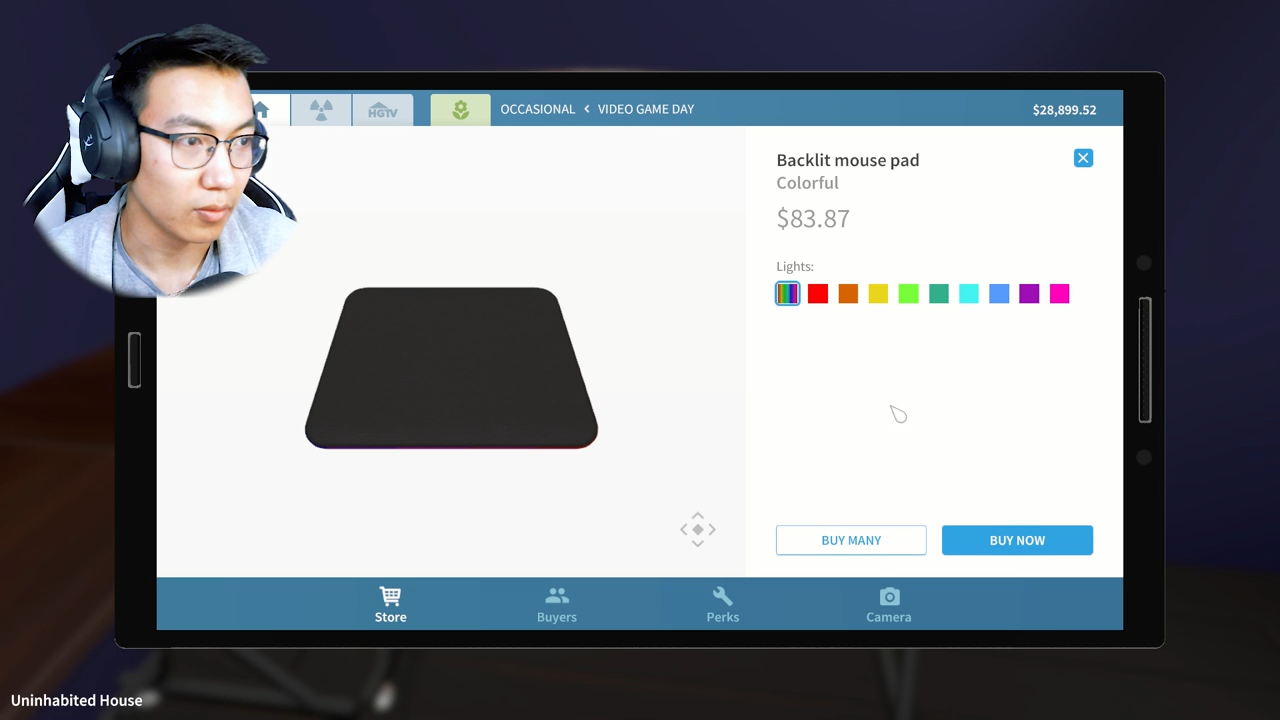 HGTV
OCCASIONAL < VIDEO GAME DAY
$28,899.52
Backlit mouse pad
Colorful
$83.87
Lights:
BUY MANY
BUY NOW
Store
Buyers
Perks
Camera
Uninhabited House